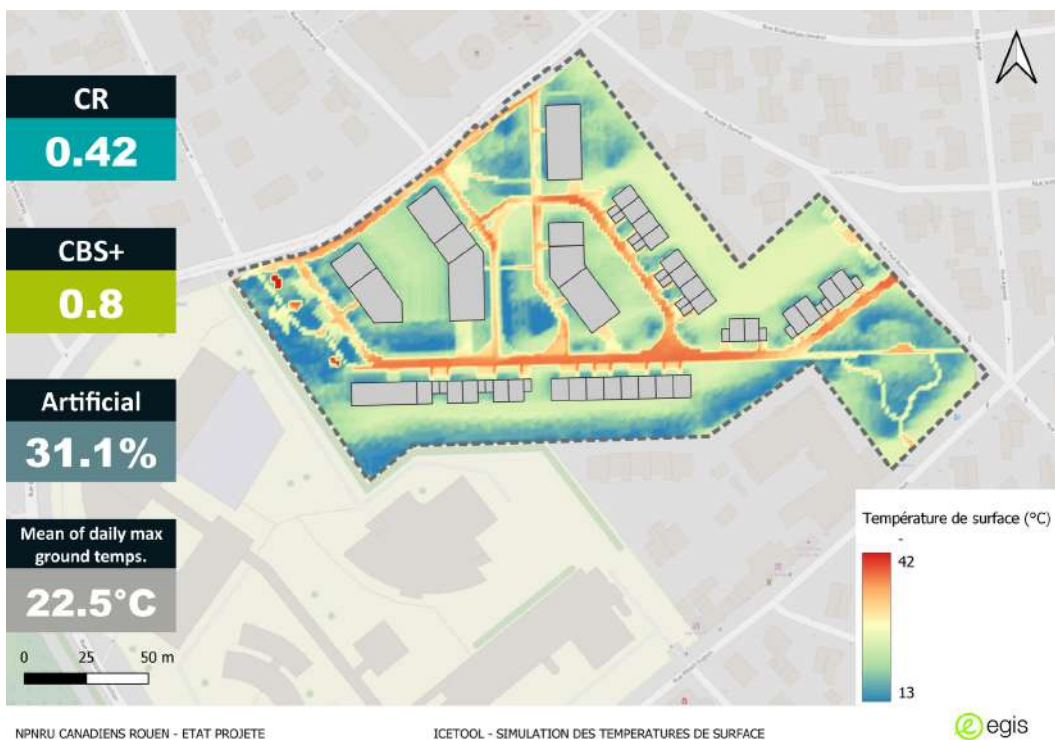 CR
0.42
CBS+
0.8
Artificial
31.1%
Mean of daily max
ground temps.
22.5°C
0 25 50 m
Température de surface (°C)
-
42
13
NPNRU CANADIENS ROUEN - ETAT PROJETE
ICETOOL - SIMULATION DES TEMPERATURES DE SURFACE
e egis